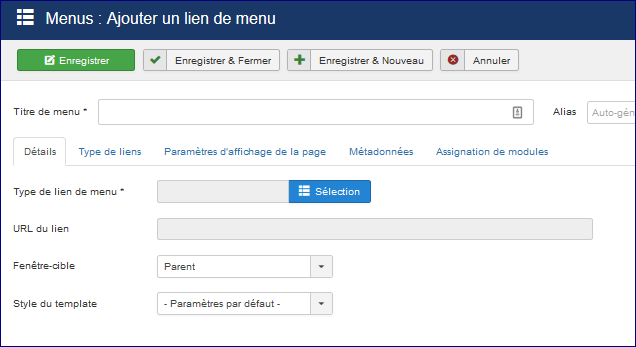 Menus : Ajouter un lien de menu
Enregistrer Enregistrer & Fermer Enregistrer & Nouveau Annuler
Titre de menu * Alias Auto-gén
Détails Type de liens Paramètres d'affichage de la page Métadonnées Assignation de modules
Type de lien de menu * Sélection
URL du lien
Fenêtre-cible Parent
Style du template - Paramètres par défaut -